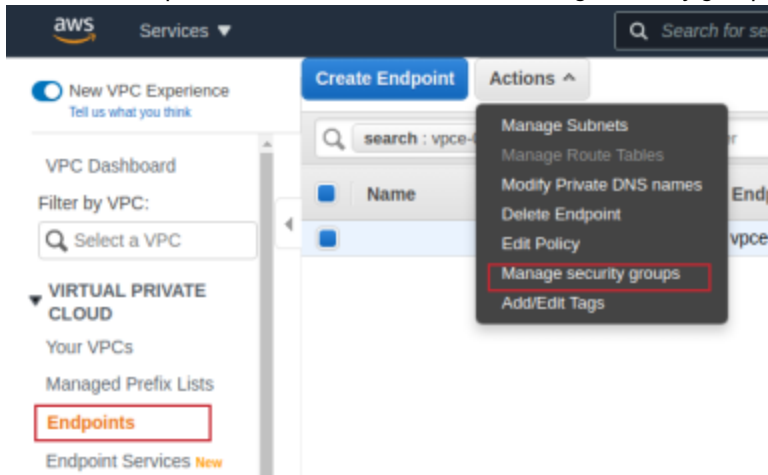 aws
Services ▼
Search for se
New VPC Experience
Tell us what you think
Create Endpoint
Actions
search : vpce-
Manage Subnets
Manage Route Tables
Modify Private DNS names
Delete Endpoint
Edit Policy
Manage security groups
Add/Edit Tags
Name
End
vpce
VPC Dashboard
Filter by VPC:
Select a VPC
VIRTUAL PRIVATE
CLOUD
Your VPCs
Managed Prefix Lists
Endpoints
Endpoint Services New